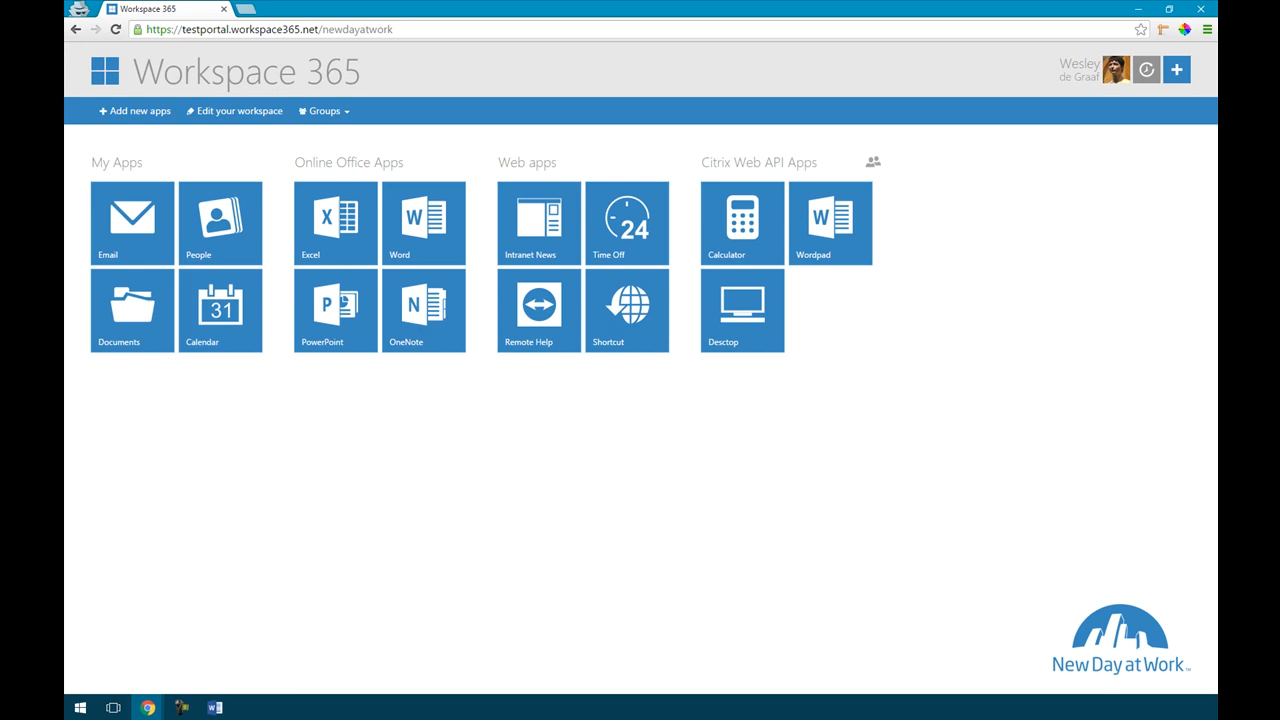 Workspace 365
https://testportal.workspace365.net/newdayatwork
Workspace 365
Wesley
de Graaf
Add new apps
Edit your workspace
Groups
My Apps
Online Office Apps
Web apps
Citrix Web API Apps
X
W
24
W
Email
People
Excel
Word
Intranet News
Time Off
Calculator
Wordpad
31
P
N
Documents
Calendar
PowerPoint
OneNote
Remote Help
Shortcut
Desctop
New Day at Work™